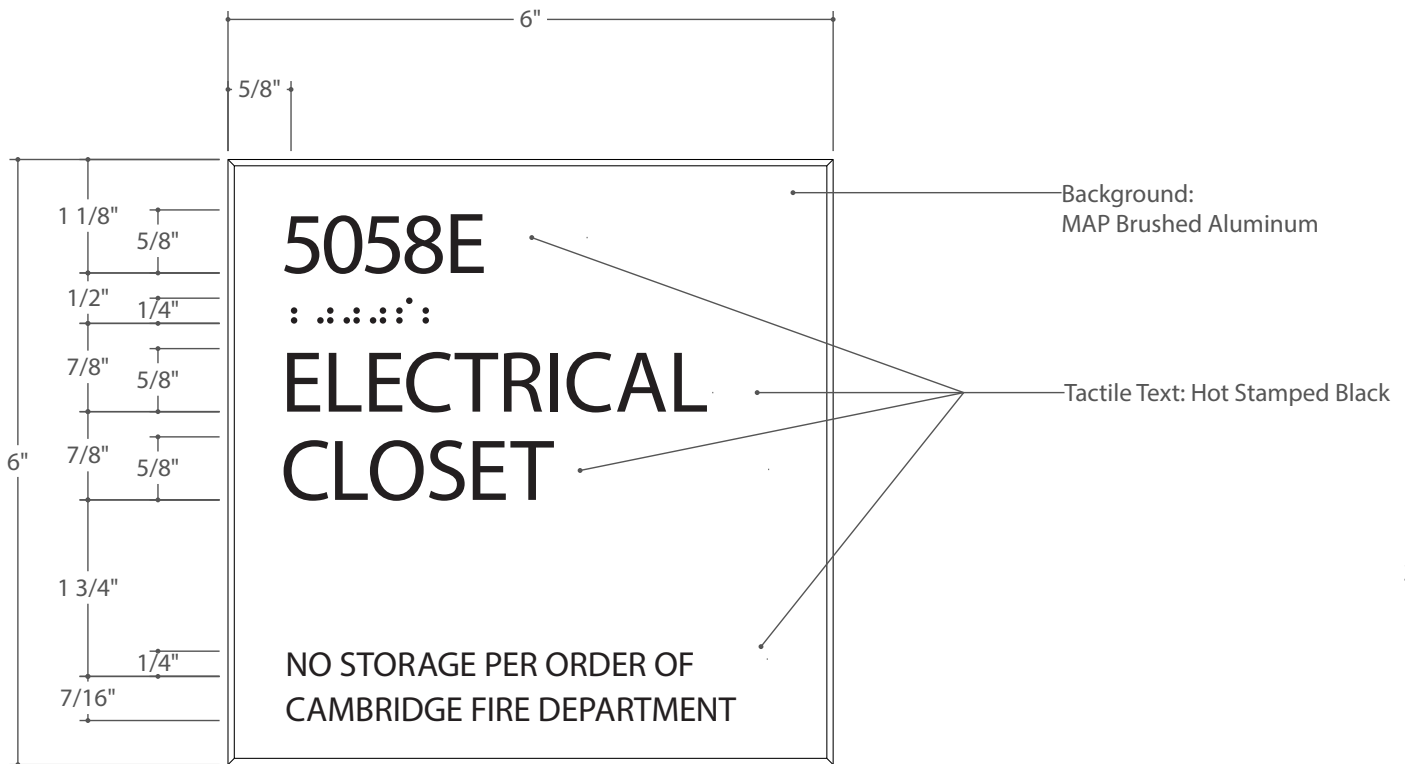 6"
5/8"
1 1/8"
5/8"
1/2"
1/4"
7/8"
5/8"
6"
7/8"
5/8"
1 3/4"
1/4"
7/16"
5058E
ELECTRICAL
CLOSET
NO STORAGE PER ORDER OF
CAMBRIDGE FIRE DEPARTMENT
Background:
MAP Brushed Aluminum
Tactile Text: Hot Stamped Black